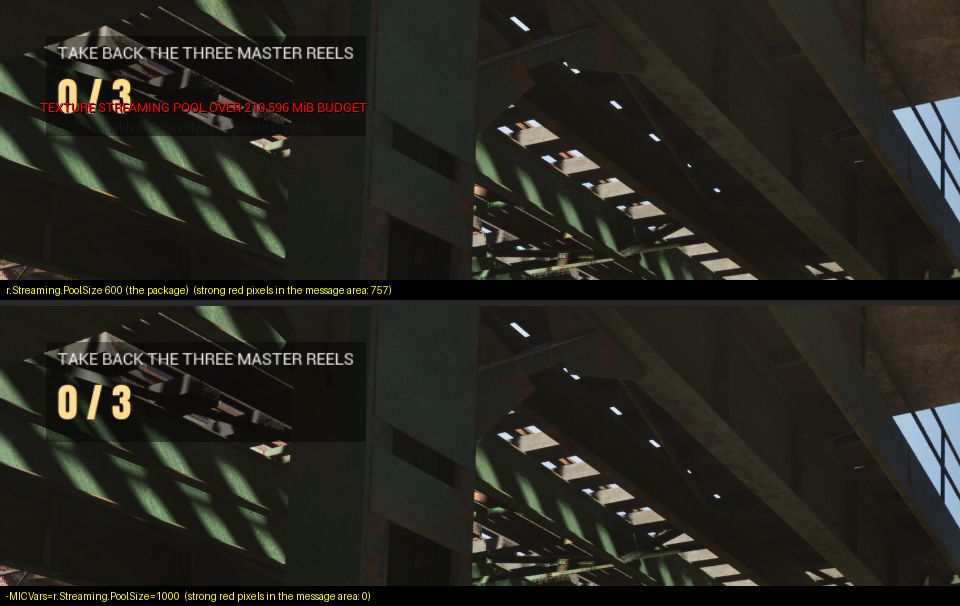 TAKE BACK THE THREE MASTER REELS
0 / 3
TEXTURE STREAMING POOL OVER 210.596 MiB BUDGET
r.Streaming.PoolSize 600 (the package) (strong red pixels in the message area: 757)
TAKE BACK THE THREE MASTER REELS
0 / 3
-MICVars=r.Streaming.PoolSize=1000 (strong red pixels in the message area: 0)